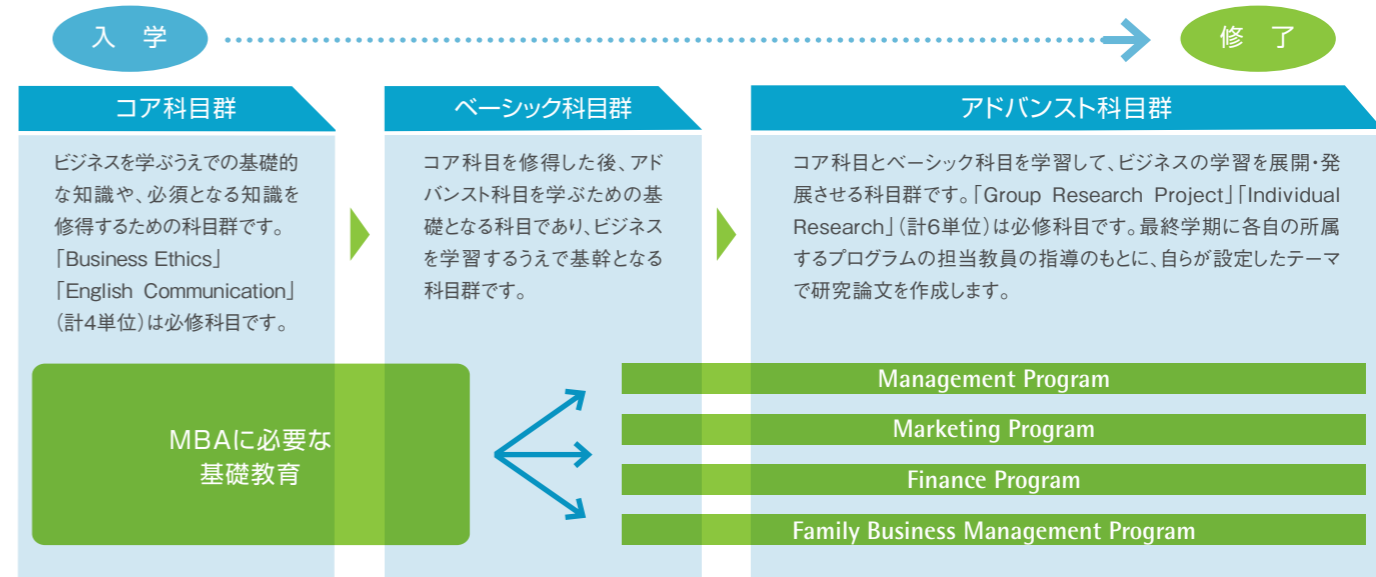 入 学
修 了
コア科目群
ビジネスを学ぶうえでの基礎的
な知識や、必須となる知識を
修得するための科目群です。
「Business Ethics」
「English Communication」
(計4単位)は必修科目です。
ベーシック科目群
コア科目を修得した後、アド
バンスト科目を学ぶための基
礎となる科目であり、ビジネス
を学習するうえで基幹となる
科目群です。
アドバンスト科目群
コア科目とベーシック科目を学習して、ビジネスの学習を展開・発
展させる科目群です。「Group Research Project」「Individual
Research」(計6単位)は必修科目です。最終学期に各自の所属
するプログラムの担当教員の指導のもとに、自らが設定したテーマ
で研究論文を作成します。
MBAに必要な
基礎教育
Management Program
Marketing Program
Finance Program
Family Business Management Program